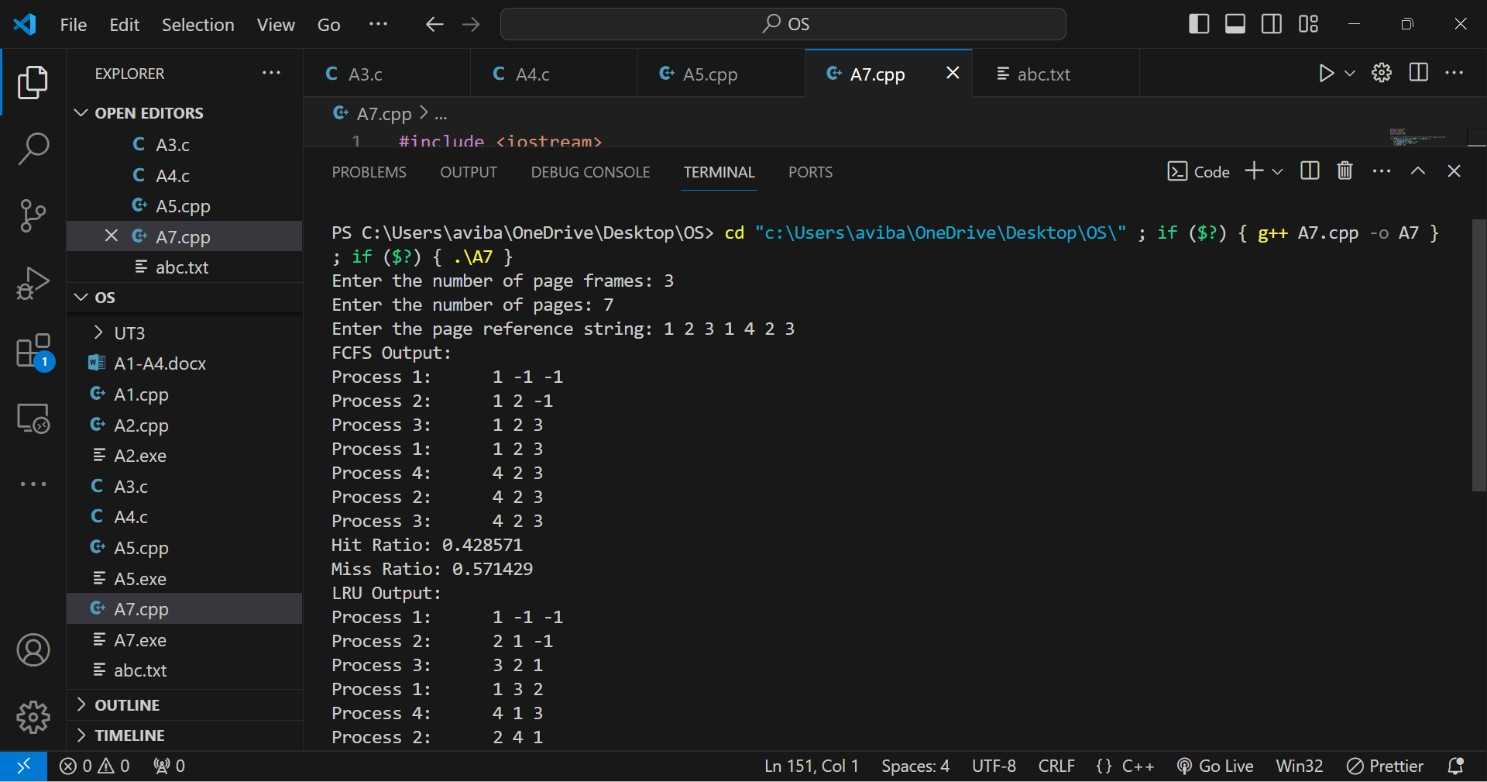 File Edit Selection View Go ··· OS
EXPLORER ···
OPEN EDITORS
A3.c
A4.c
A5.cpp
A7.cpp
abc.txt
OS
UT3
A1-A4.docx
A1.cpp
A2.cpp
A2.exe
A3.c
A4.c
A5.cpp
A5.exe
A7.cpp
A7.exe
abc.txt
OUTLINE
TIMELINE
1
A3.c A4.c A5.cpp A7.cpp abc.txt
A7.cpp > ...
1 #include <iostream>
PROBLEMS OUTPUT DEBUG CONSOLE TERMINAL PORTS Code
PS C:\Users\aviba\OneDrive\Desktop\OS> cd "c:\Users\aviba\OneDrive\Desktop\OS\" ; if ($?) { g++ A7.cpp -o A7 }
; if ($?) { .\A7 }
Enter the number of page frames: 3
Enter the number of pages: 7
Enter the page reference string: 1 2 3 1 4 2 3
FCFS Output:
Process 1: 1 -1 -1
Process 2: 1 2 -1
Process 3: 1 2 3
Process 1: 1 2 3
Process 4: 4 2 3
Process 2: 4 2 3
Process 3: 4 2 3
Hit Ratio: 0.428571
Miss Ratio: 0.571429
LRU Output:
Process 1: 1 -1 -1
Process 2: 2 1 -1
Process 3: 3 2 1
Process 1: 1 3 2
Process 4: 4 1 3
Process 2: 2 4 1
0 0 0 Ln 151, Col 1 Spaces: 4 UTF-8 CRLF {} C++ Go Live Win32 Prettier